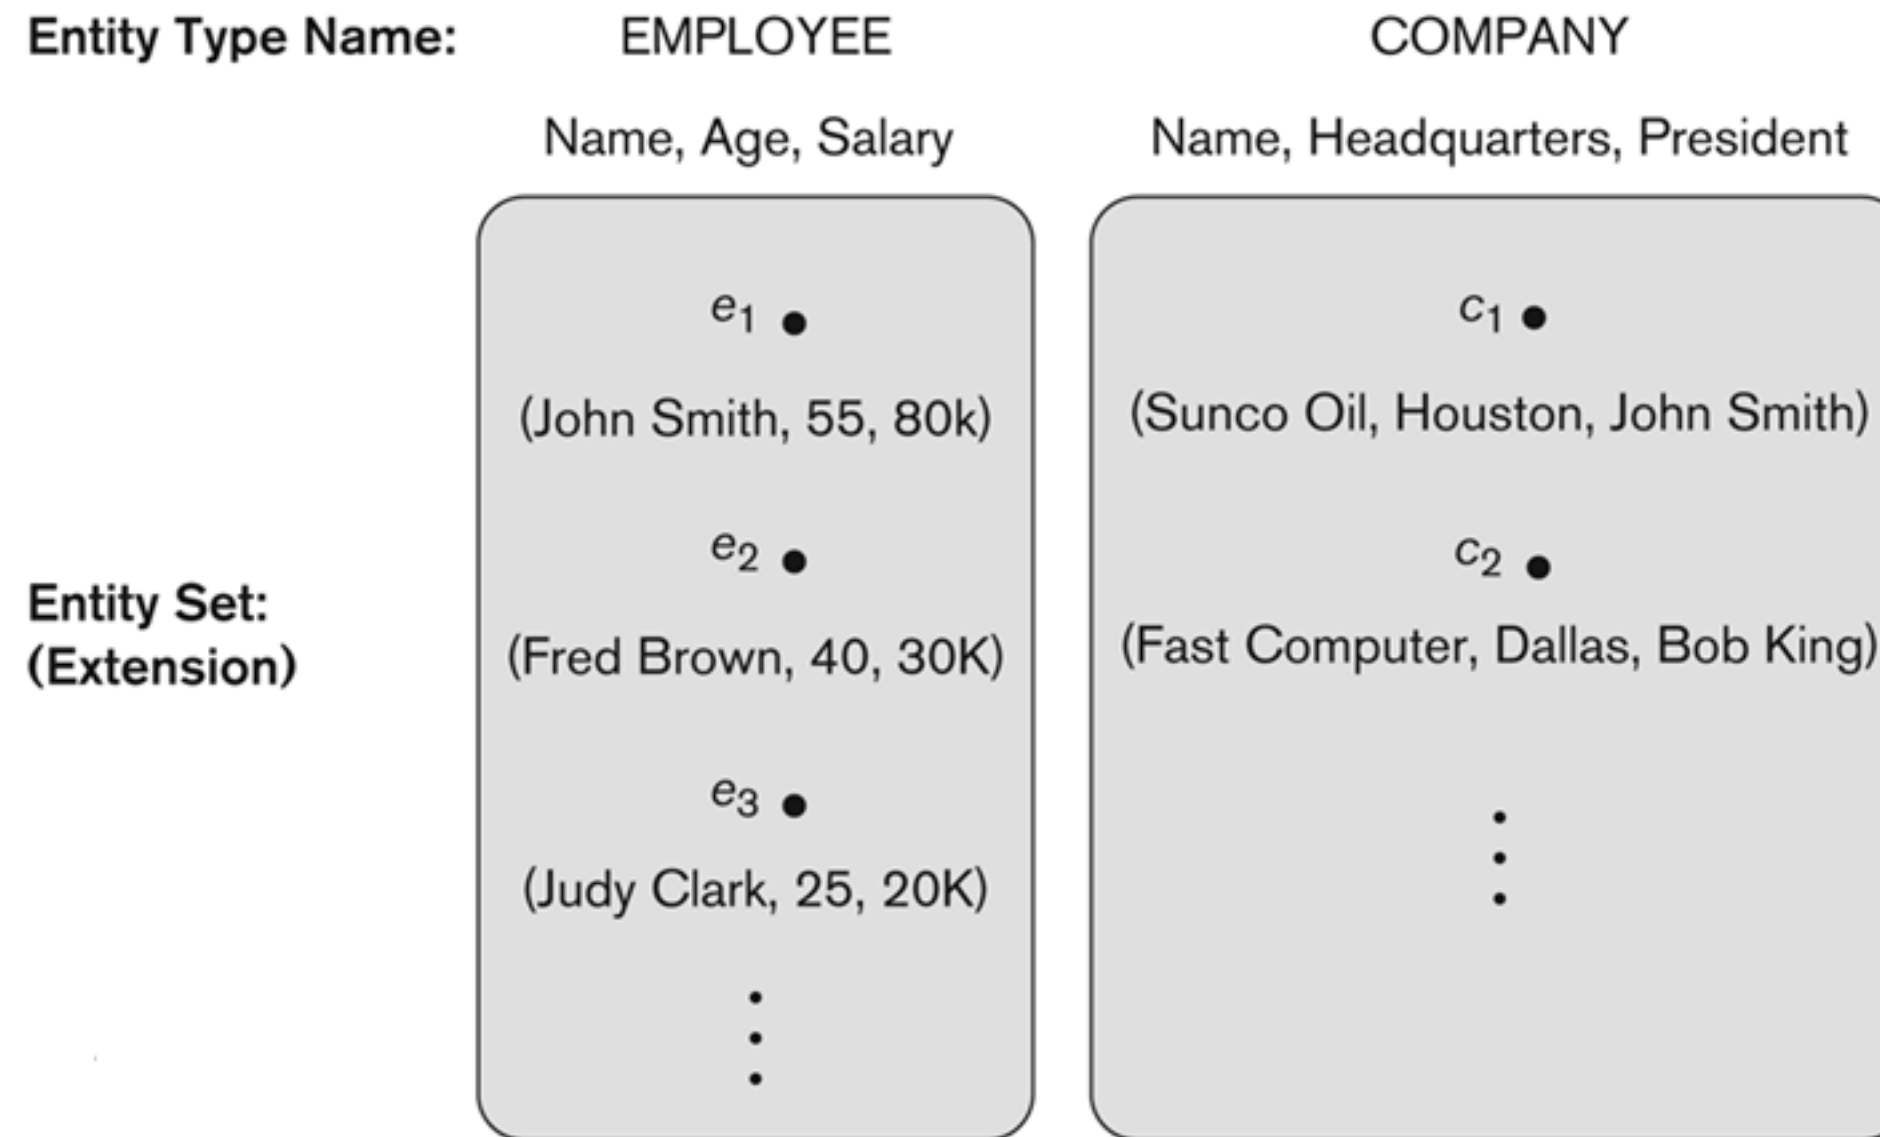 Entity Type Name: EMPLOYEE COMPANY
Name, Age, Salary Name, Headquarters, President
e1 c1
(John Smith, 55, 80k) (Sunco Oil, Houston, John Smith)
e2 c2
Entity Set:
(Extension) (Fred Brown, 40, 30K) (Fast Computer, Dallas, Bob King)
e3
(Judy Clark, 25, 20K)